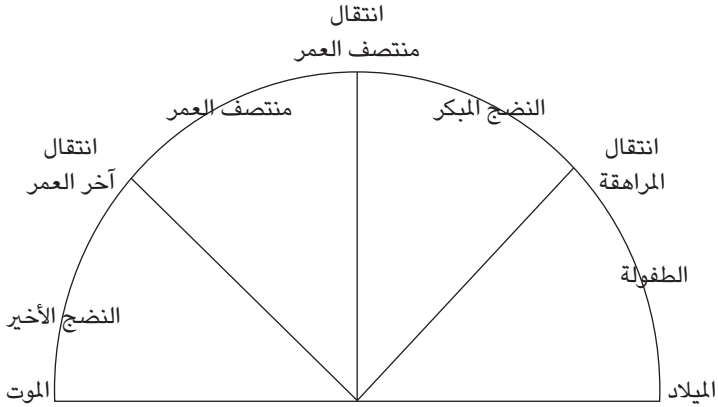 انتقال
منتصف العمر
النضج المبكر
منتصف العمر
انتقال
المراهقة
انتقال
آخر العمر
الطفولة
النضج الأخير
الميلاد
الموت